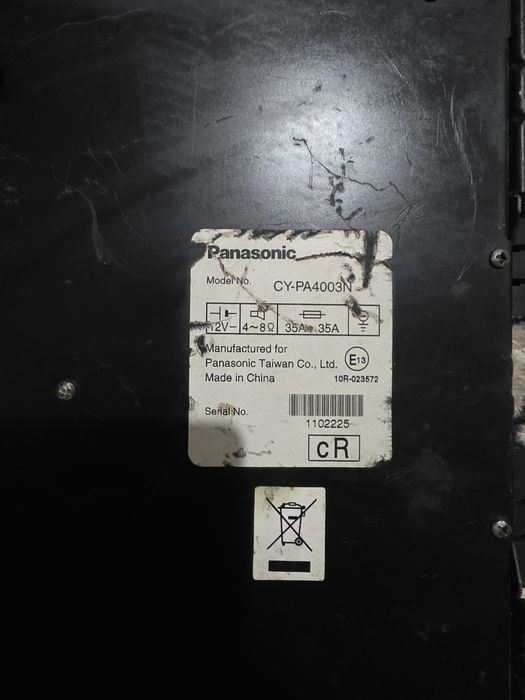 Panasonic
Model No. CY-PA4003N
12V⎓ 4~8Ω 35A 35A
Manufactured for
Panasonic Taiwan Co., Ltd. E13
Made in China 10R-023572
Serial No.
1102225
cR